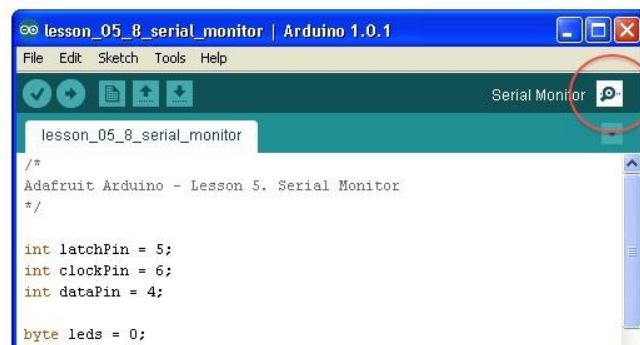 lesson_05_8_serial_monitor | Arduino 1.0.1
File Edit Sketch Tools Help
Serial Monitor
lesson_05_8_serial_monitor
/*
Adafruit Arduino - Lesson 5. Serial Monitor
*/
int latchPin = 5;
int clockPin = 6;
int dataPin = 4;
byte leds = 0;